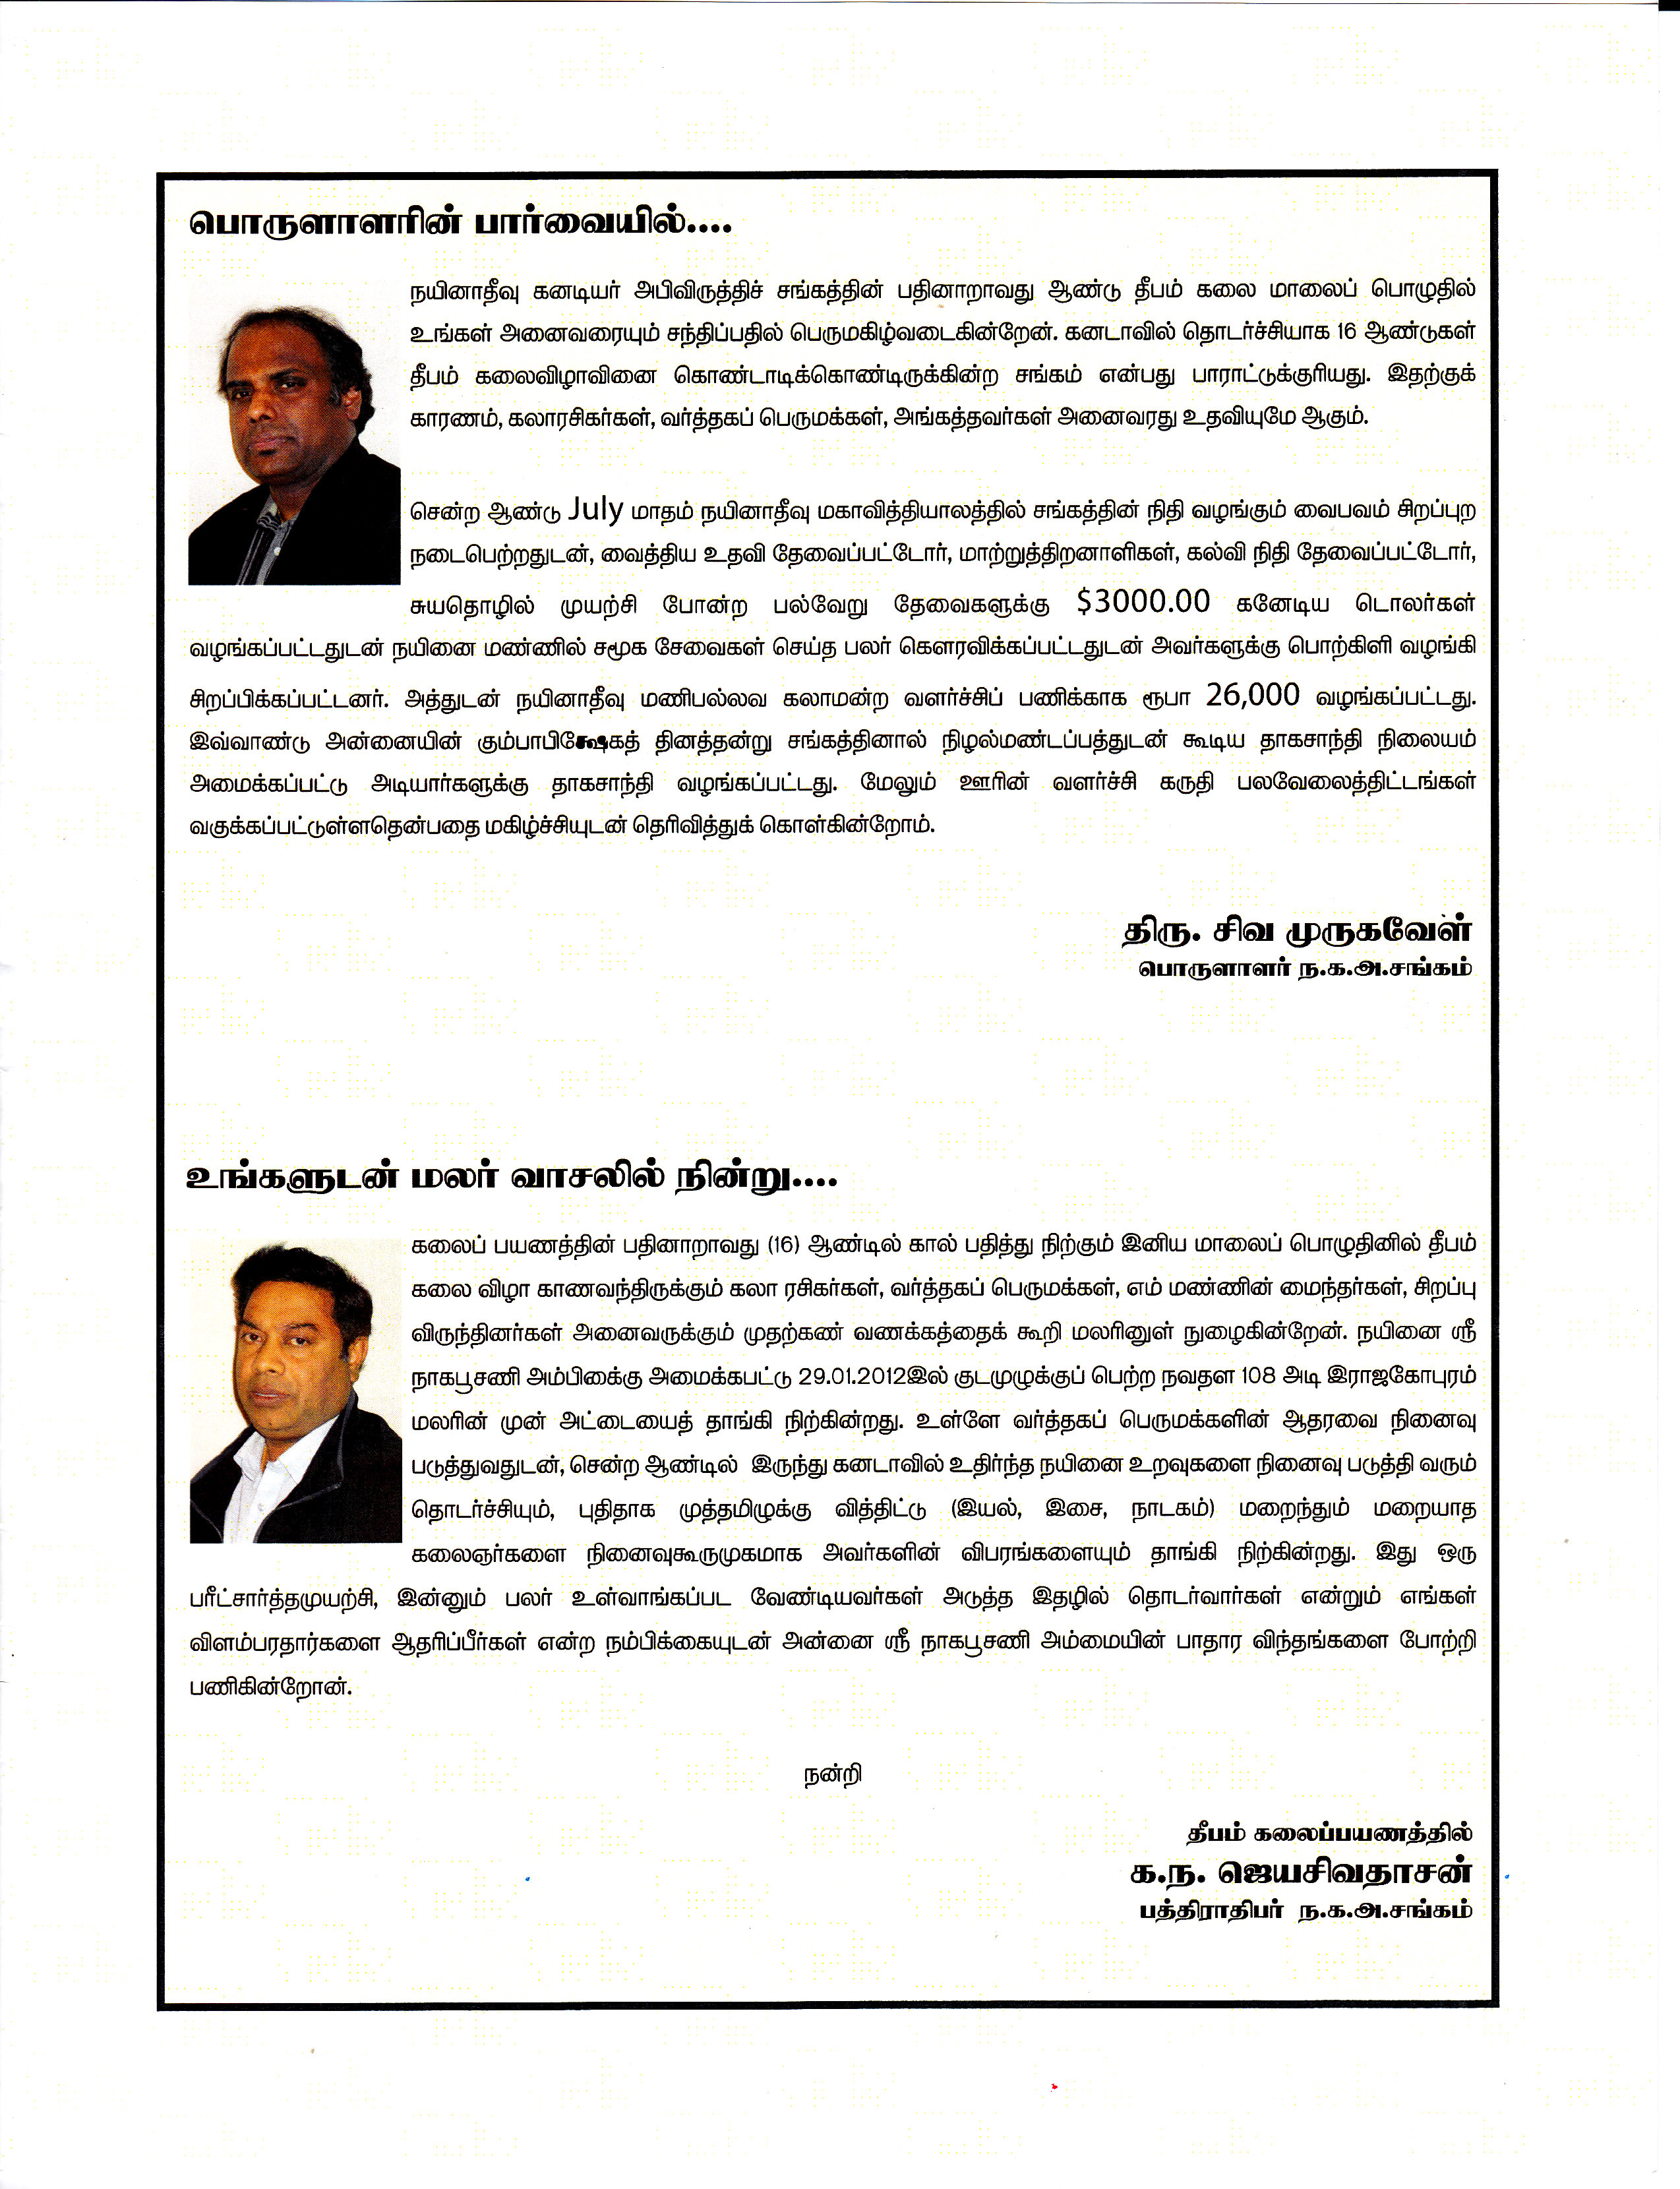 பொருளாளரின் பார்வையில்....
நயினாதீவு கனடியர் அபிவிருத்திச் சங்கத்தின் பதினாறாவது ஆண்டு தீபம் கலை மாலைப் பொழுதில்
உங்கள் அனைவரையும் சந்திப்பதில் பெருமகிழ்வடைகின்றேன். கனடாவில் தொடர்ச்சியாக 16 ஆண்டுகள்
தீபம் கலைவிழாவினை கொண்டாடிக்கொண்டிருக்கின்ற சங்கம் என்பது பாராட்டுக்குரியது. இதற்குக்
காரணம், கலாரசிகர்கள், வர்த்தகப் பெருமக்கள், அங்கத்தவர்கள் அனைவரது உதவியுமே ஆகும்.
சென்ற ஆண்டு July மாதம் நயினாதீவு மகாவித்தியாலத்தில் சங்கத்தின் நிதி வழங்கும் வைபவம் சிறப்புற
நடைபெற்றதுடன், வைத்திய உதவி தேவைப்பட்டோர், மாற்றுத்திறனாளிகள், கல்வி நிதி தேவைப்பட்டோர்,
சுயதொழில் முயற்சி போன்ற பல்வேறு தேவைகளுக்கு $3000.00 கனேடிய டொலர்கள்
வழங்கப்பட்டதுடன் நயினை மண்ணில் சமூக சேவைகள் செய்த பலர் கௌரவிக்கப்பட்டதுடன் அவர்களுக்கு பொற்கிளி வழங்கி
சிறப்பிக்கப்பட்டனர். அத்துடன் நயினாதீவு மணிபல்லவ கலாமன்ற வளர்ச்சிப் பணிக்காக ரூபா 26,000 வழங்கப்பட்டது.
இவ்வாண்டு அன்னையின் கும்பாபிஷேகத் தினத்தன்று சங்கத்தினால் நிழல்மண்டப்பத்துடன் கூடிய தாகசாந்தி நிலையம்
அமைக்கப்பட்டு அடியார்களுக்கு தாகசாந்தி வழங்கப்பட்டது. மேலும் ஊரின் வளர்ச்சி கருதி பலவேலைத்திட்டங்கள்
வகுக்கப்பட்டுள்ளதென்பதை மகிழ்ச்சியுடன் தெரிவித்துக் கொள்கின்றோம்.
திரு. சிவ முருகவேள்
பொருளாளர் ந.க.அ.சங்கம்
உங்களுடன் மலர் வாசலில் நின்று....
கலைப் பயணத்தின் பதினாறாவது (16) ஆண்டில் கால் பதித்து நிற்கும் இனிய மாலைப் பொழுதினில் தீபம்
கலை விழா காணவந்திருக்கும் கலா ரசிகர்கள், வர்த்தகப் பெருமக்கள், எம் மண்ணின் மைந்தர்கள், சிறப்பு
விருந்தினர்கள் அனைவருக்கும் முதற்கண் வணக்கத்தைக் கூறி மலரினுள் நுழைகின்றேன். நயினை ஸ்ரீ
நாகபூசணி அம்பிகைக்கு அமைக்கபட்டு 29.01.2012இல் குடமுழுக்குப் பெற்ற நவதள 108 அடி இராஜகோபுரம்
மலரின் முன் அட்டையைத் தாங்கி நிற்கின்றது. உள்ளே வர்த்தகப் பெருமக்களின் ஆதரவை நினைவு
படுத்துவதுடன், சென்ற ஆண்டில் இருந்து கனடாவில் உதிர்ந்த நயினை உறவுகளை நினைவு படுத்தி வரும்
தொடர்ச்சியும், புதிதாக முத்தமிழுக்கு வித்திட்டு (இயல், இசை, நாடகம்) மறைந்தும் மறையாத
கலைஞர்களை நினைவுகூருமுகமாக அவர்களின் விபரங்களையும் தாங்கி நிற்கின்றது. இது ஒரு
பரீட்சார்த்தமுயற்சி, இன்னும் பலர் உள்வாங்கப்பட வேண்டியவர்கள் அடுத்த இதழில் தொடர்வார்கள் என்றும் எங்கள்
விளம்பரதார்களை ஆதரிப்பீர்கள் என்ற நம்பிக்கையுடன் அன்னை ஸ்ரீ நாகபூசணி அம்மையின் பாதார விந்தங்களை போற்றி
பணிகின்றோன்.
நன்றி
தீபம் கலைப்பயணத்தில்
க.ந. ஜெயசிவதாசன்
பத்திராதிபர் ந.க.அ.சங்கம்